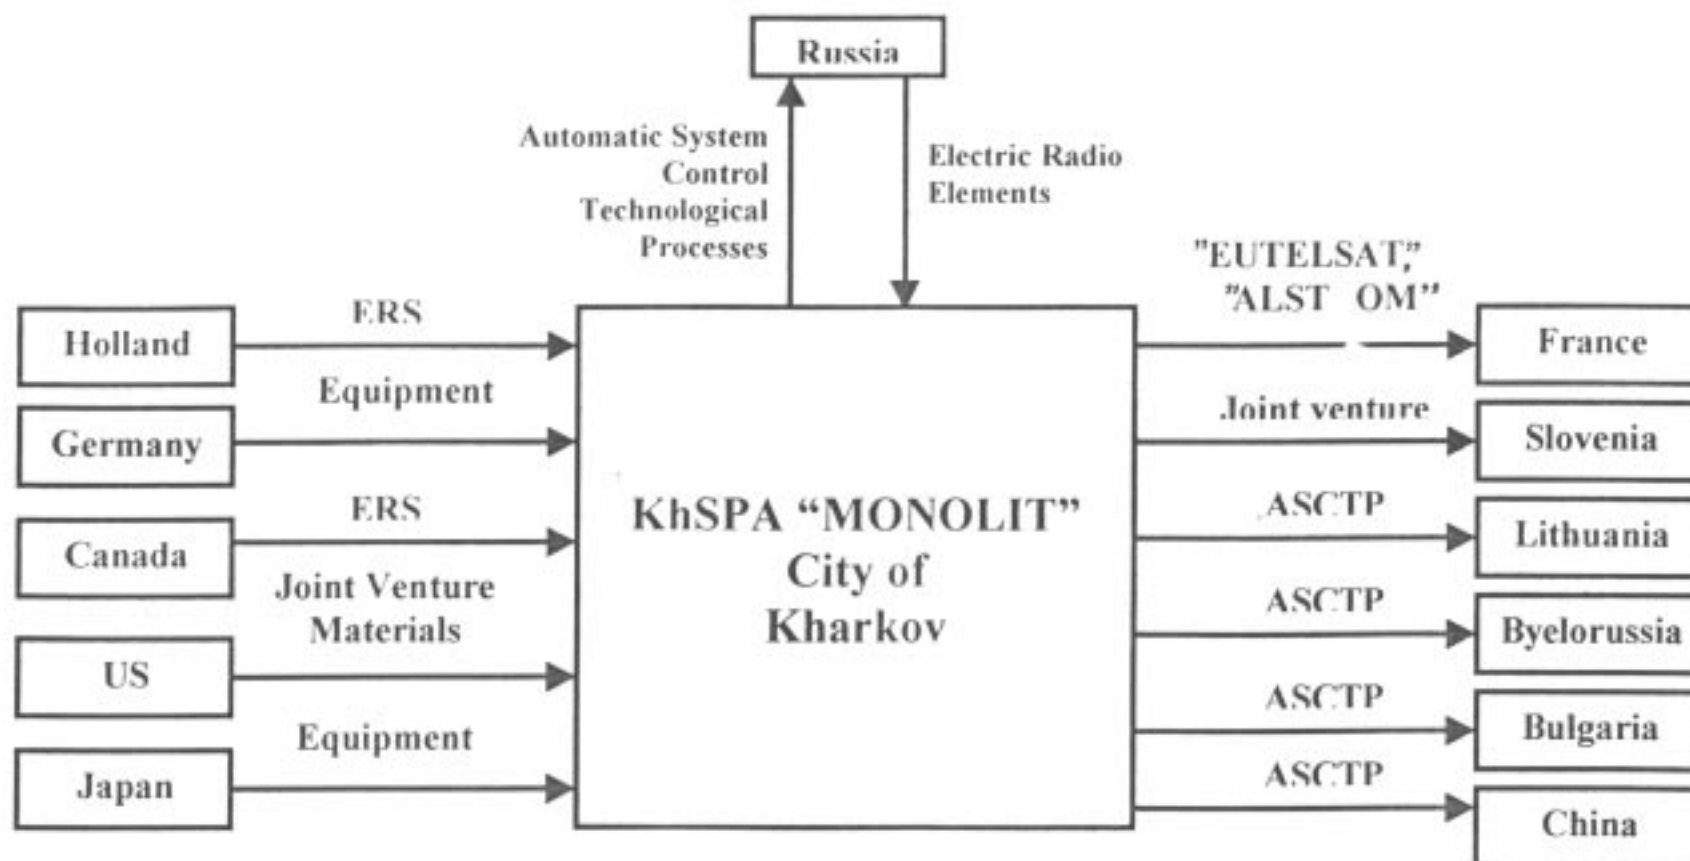 Russia
Automatic System
Control
Technological
Processes
Electric Radio
Elements
"EUTELSAT,"
"ALST OM"
Holland
ERS
France
Equipment
Joint venture
Germany
Slovenia
ERS
KhSPA “MONOLIT”
City of
Kharkov
ASCTP
Canada
Lithuania
Joint Venture
Materials
ASCTP
US
Byelorussia
Equipment
ASCTP
Japan
Bulgaria
ASCTP
China